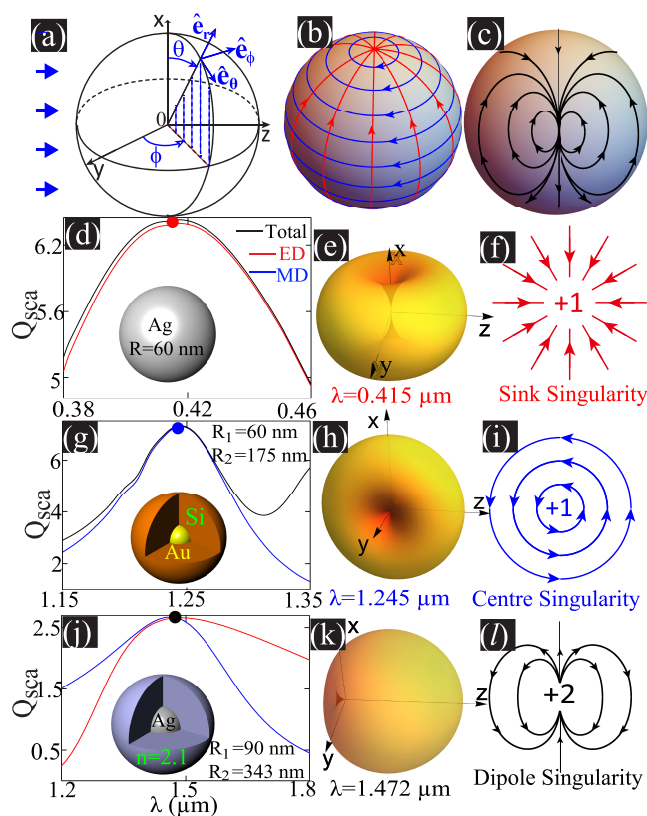 (a)
x
θ
ê_r
ê_ϕ
ê_θ
0
z
y
ϕ
(b)
(c)
(d)
Total
ED
MD
6.2
5.6
5
Q_sca
Ag
R=60 nm
0.38
0.42
0.46
(e)
x
z
y
λ=0.415 μm
(f)
+1
Sink Singularity
(g)
R₁=60 nm
R₂=175 nm
6
4
2
Q_sca
Si
Au
1.15
1.25
1.35
(h)
x
z
y
λ=1.245 μm
(i)
+1
Centre Singularity
(j)
2.5
1.5
0.5
Q_sca
Ag
n=2.1
R₁=90 nm
R₂=343 nm
1.2
1.5
1.8
λ (μm)
(k)
x
z
y
λ=1.472 μm
(l)
+2
Dipole Singularity